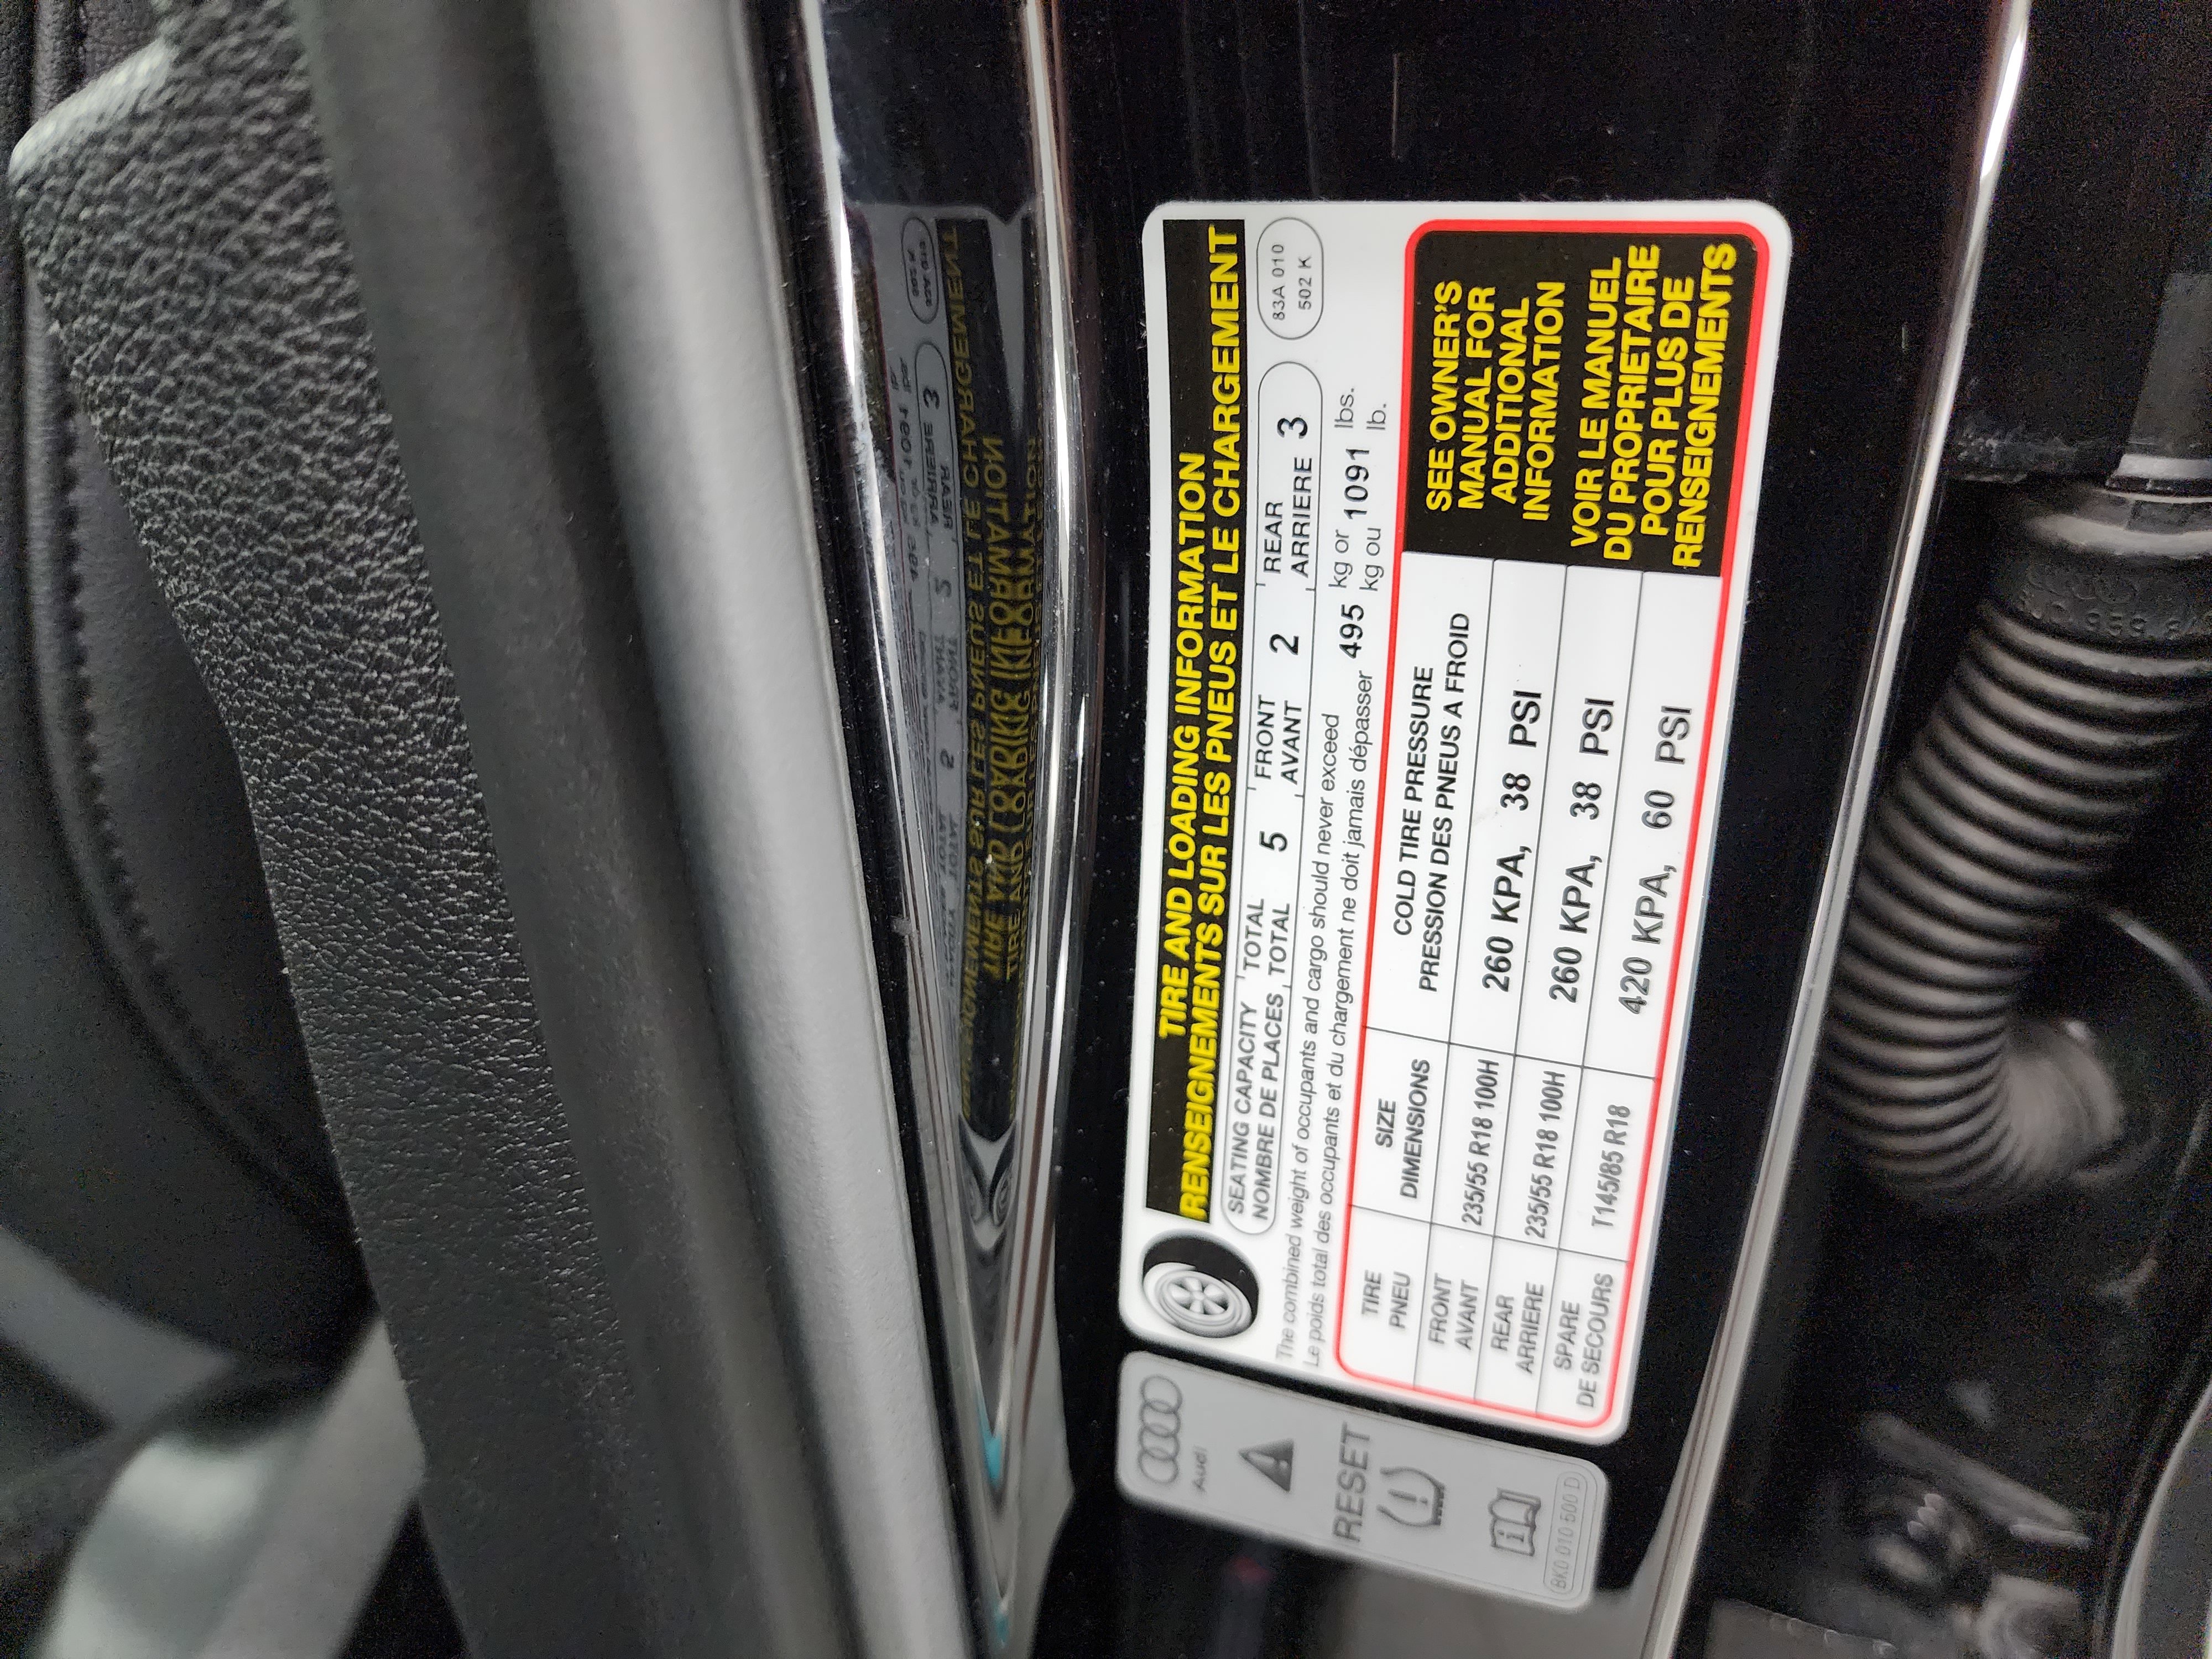 TIRE AND LOADING INFORMATION
RENSEIGNEMENTS SUR LES PNEUS ET LE CHARGEMENT
SEATING CAPACITY TOTAL 5 FRONT 2 REAR 3
NOMBRE DE PLACES TOTAL AVANT ARRIERE
83A 010
502 K
The combined weight of occupants and cargo should never exceed 495 kg or 1091 lbs.
Le poids total des occupants et du chargement ne doit jamais dépasser kg ou lb.
TIRE SIZE COLD TIRE PRESSURE
PNEU DIMENSIONS PRESSION DES PNEUS A FROID
FRONT
AVANT 235/55 R18 100H 260 KPA, 38 PSI
REAR
ARRIERE 235/55 R18 100H 260 KPA, 38 PSI
SPARE
DE SECOURS T145/85 R18 420 KPA, 60 PSI
SEE OWNER'S
MANUAL FOR
ADDITIONAL
INFORMATION
VOIR LE MANUEL
DU PROPRIETAIRE
POUR PLUS DE
RENSEIGNEMENTS
Audi
RESET
8K0 010 500 D